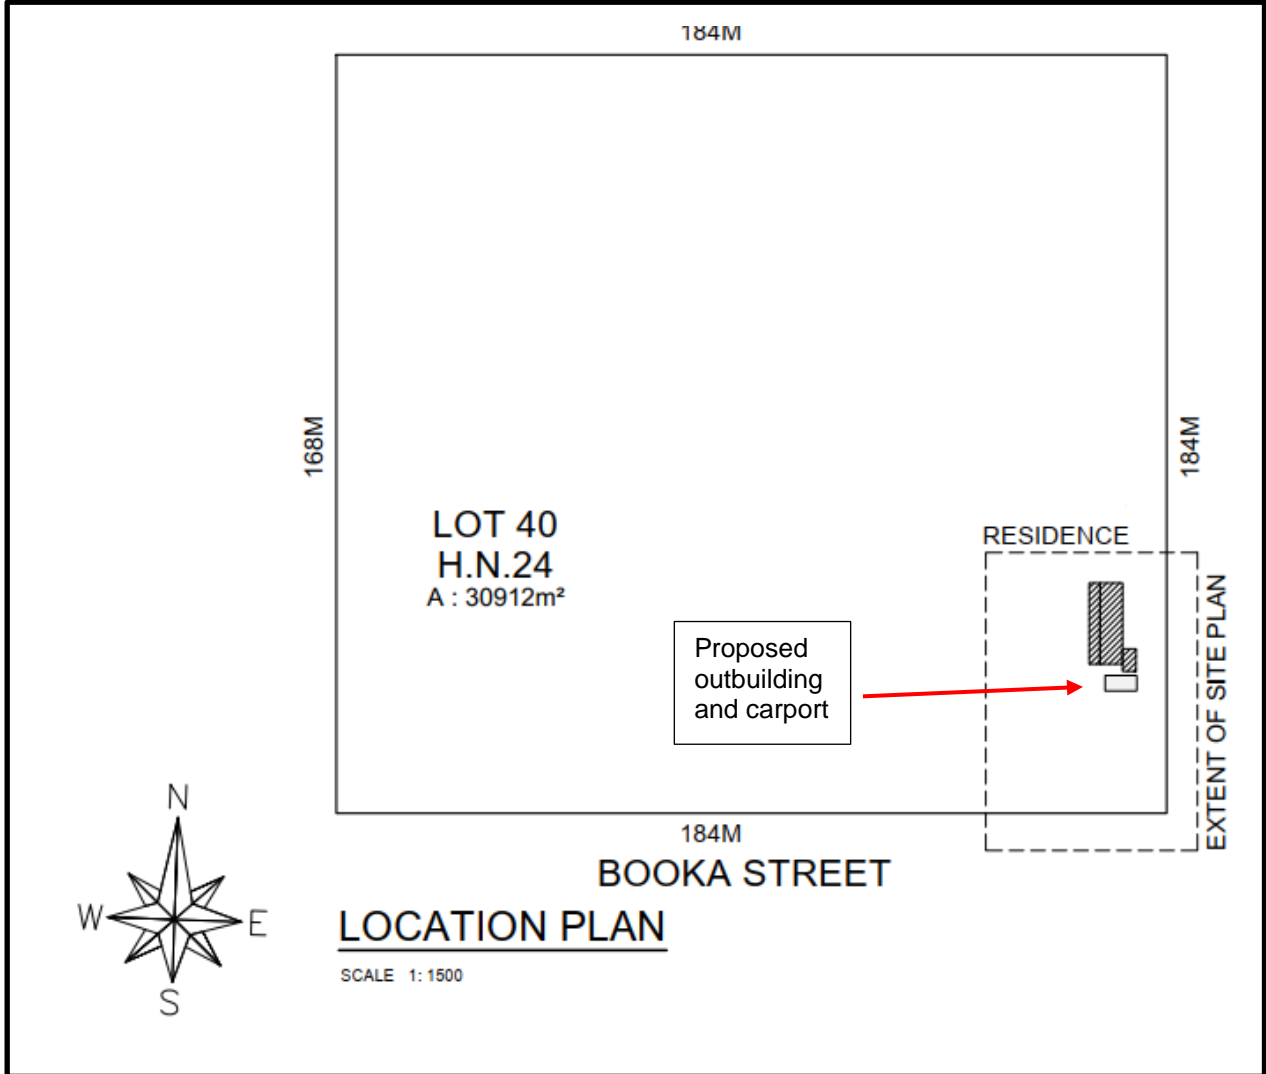 184M
168M
184M
LOT 40
H.N.24
A : 30912m²
RESIDENCE
EXTENT OF SITE PLAN
Proposed
outbuilding
and carport
184M
BOOKA STREET
N
W
E
S
LOCATION PLAN
SCALE 1: 1500